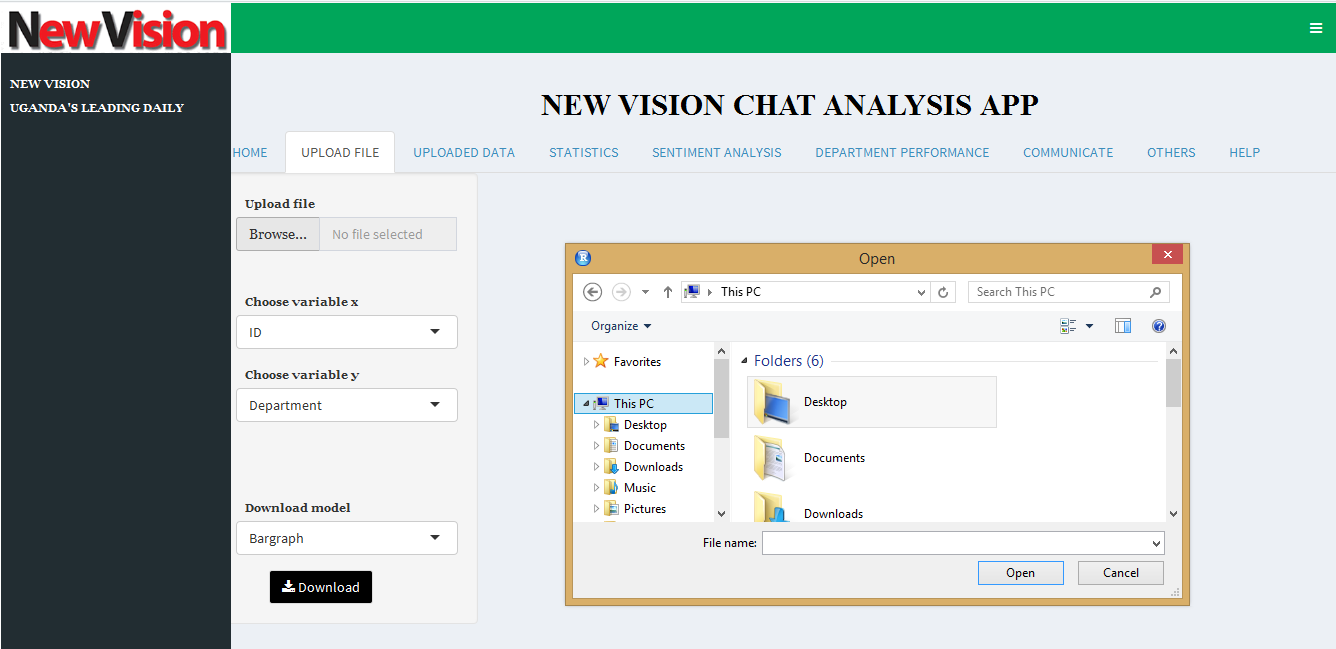 New Vision
NEW VISION
UGANDA'S LEADING DAILY
NEW VISION CHAT ANALYSIS APP
HOME UPLOAD FILE UPLOADED DATA STATISTICS SENTIMENT ANALYSIS DEPARTMENT PERFORMANCE COMMUNICATE OTHERS HELP
Upload file
Browse... No file selected
Choose variable x
ID
Choose variable y
Department
Download model
Bargraph
Download
R
Open
This PC
Search This PC
Organize
Favorites
This PC
Desktop
Documents
Downloads
Music
Pictures
Folders (6)
Desktop
Documents
Downloads
File name:
Open Cancel